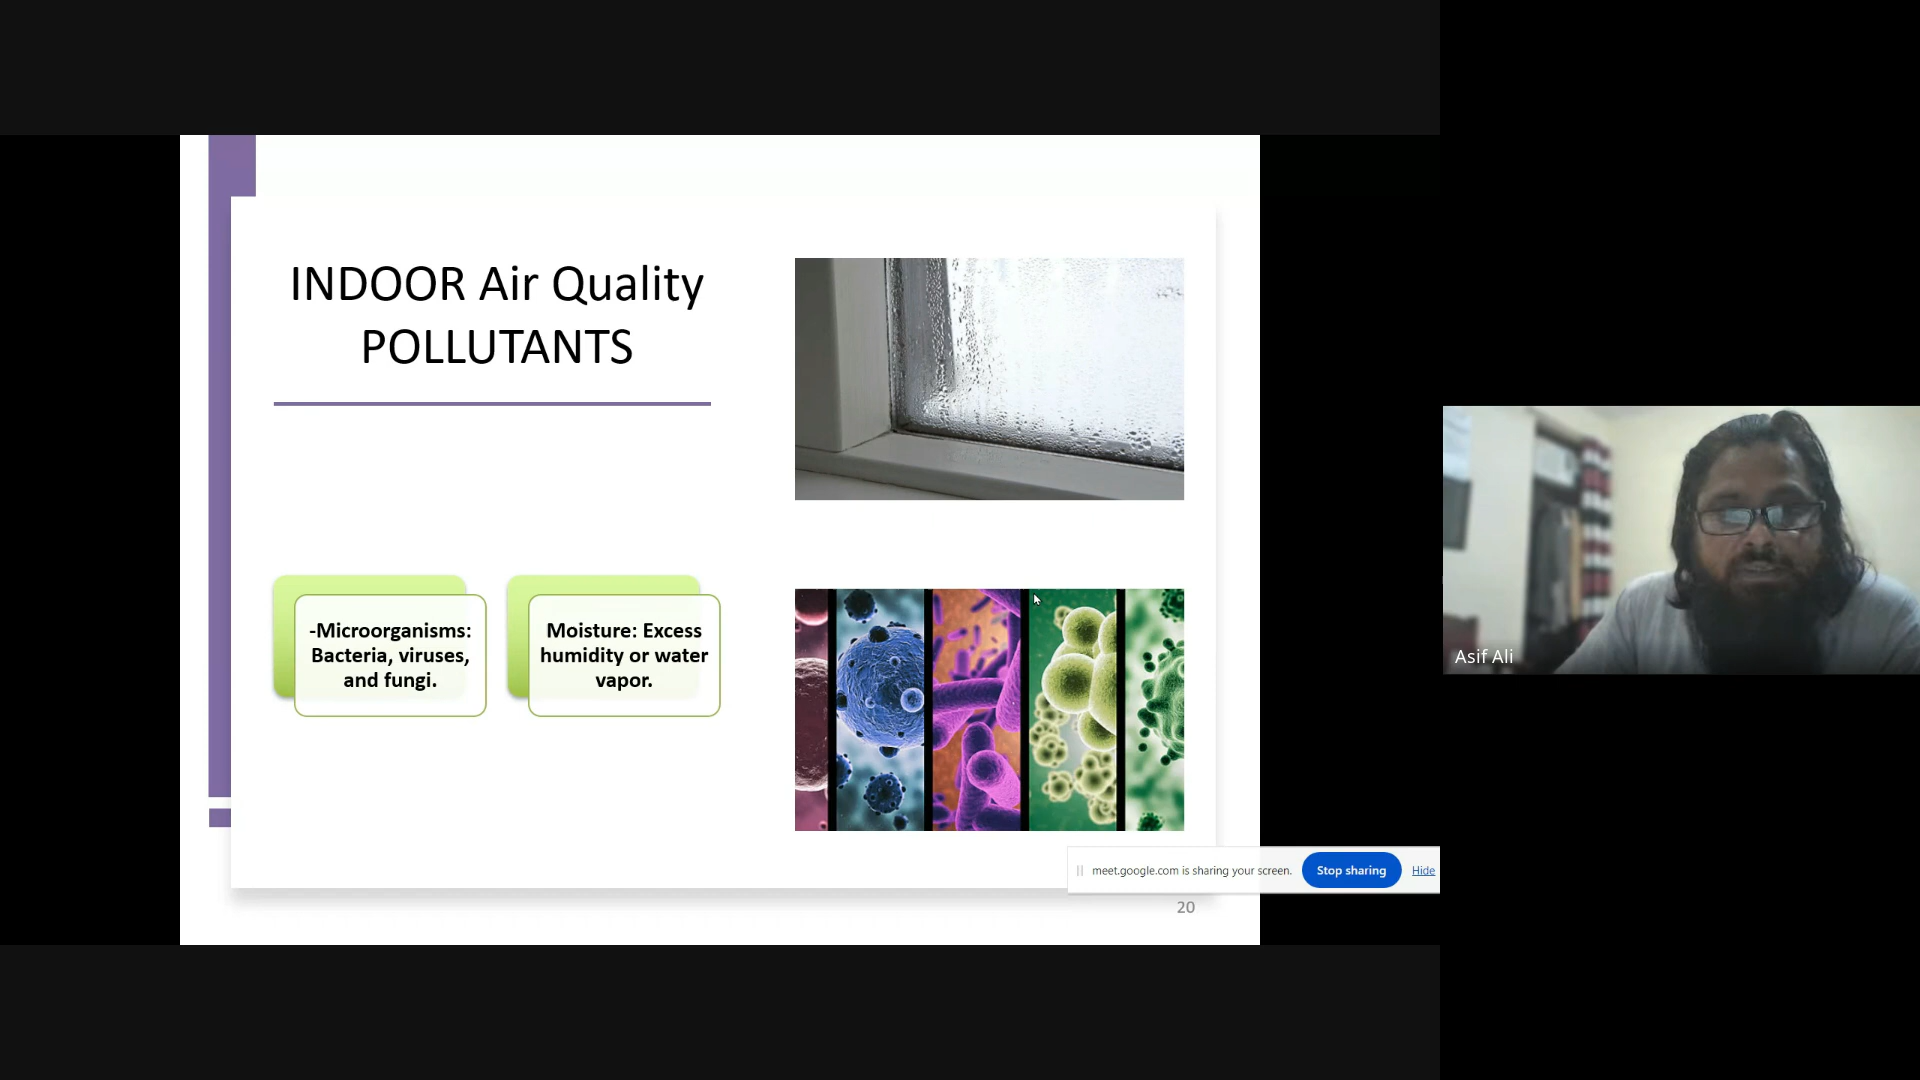 INDOOR Air Quality
POLLUTANTS
-Microorganisms:
Bacteria, viruses,
and fungi.
Moisture: Excess
humidity or water
vapor.
meet.google.com is sharing your screen.
Stop sharing
Hide
20
Asif Ali